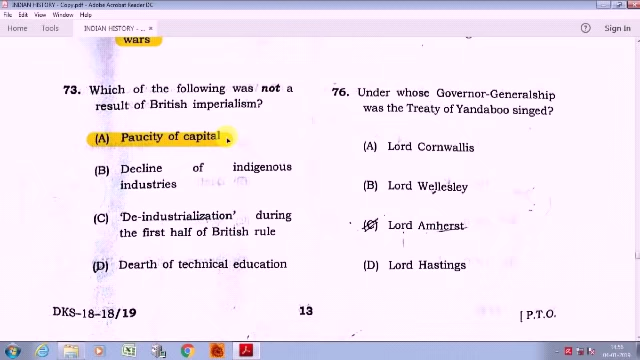 INDIAN HISTORY - Copy.pdf - Adobe Acrobat Reader DC
File Edit View Window Help
Home Tools INDIAN HISTORY - Co... × Sign In
wars
73. Which of the following was not a
result of British imperialism?
(A) Paucity of capital
(B) Decline of indigenous
industries
(C) 'De-industrialization' during
the first half of British rule
(D) Dearth of technical education
76. Under whose Governor-Generalship
was the Treaty of Yandaboo singed?
(A) Lord Cornwallis
(B) Lord Wellesley
(C) Lord Amherst
(D) Lord Hastings
DKS-18-18/19 13 [ P.T.O.